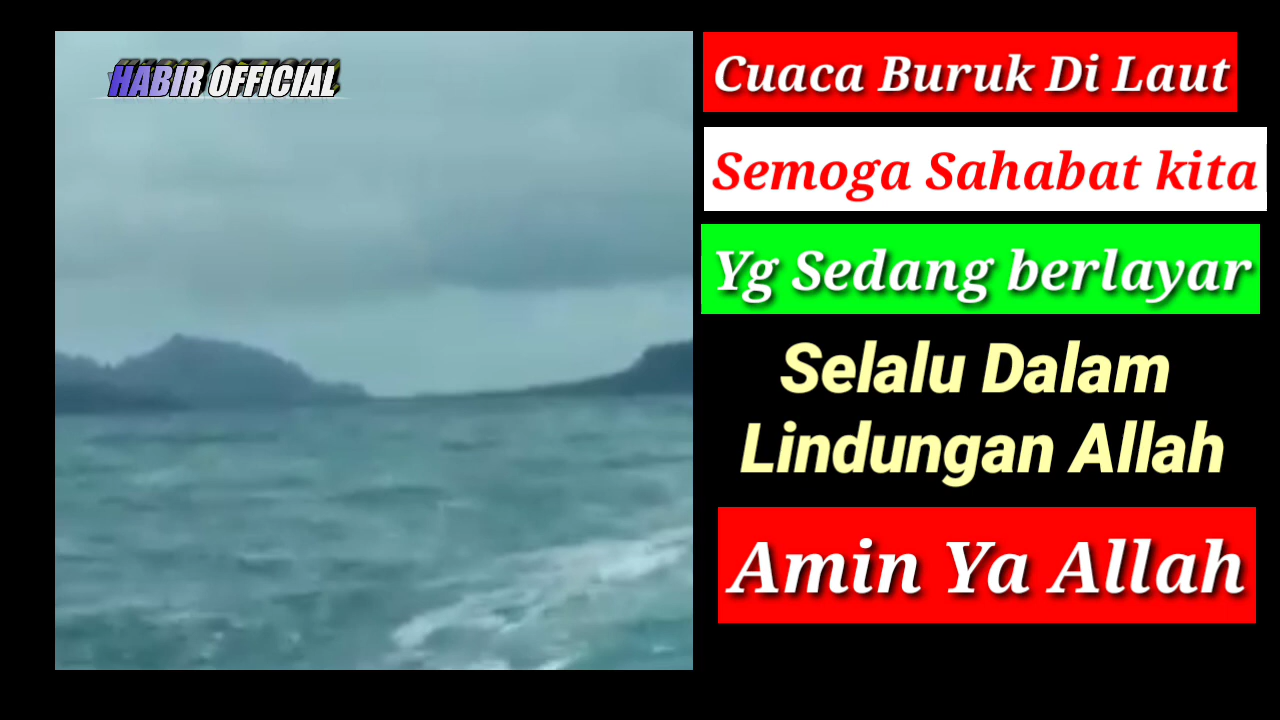 HABIR OFFICIAL
Cuaca Buruk Di Laut
Semoga Sahabat kita
Yg Sedang berlayar
Selalu Dalam
Lindungan Allah
Amin Ya Allah